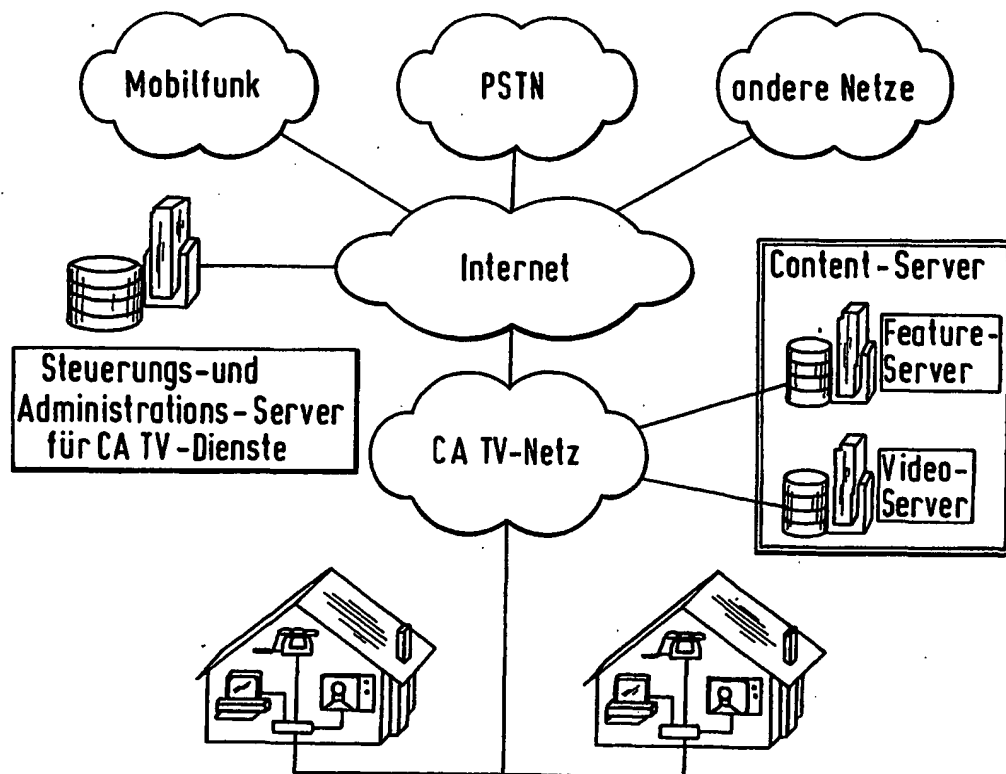 Mobilfunk
PSTN
andere Netze
Internet
Content-Server
Feature-
Server
Steuerungs-und
Administrations-Server
für CA TV-Dienste
CA TV-Netz
Video-
Server